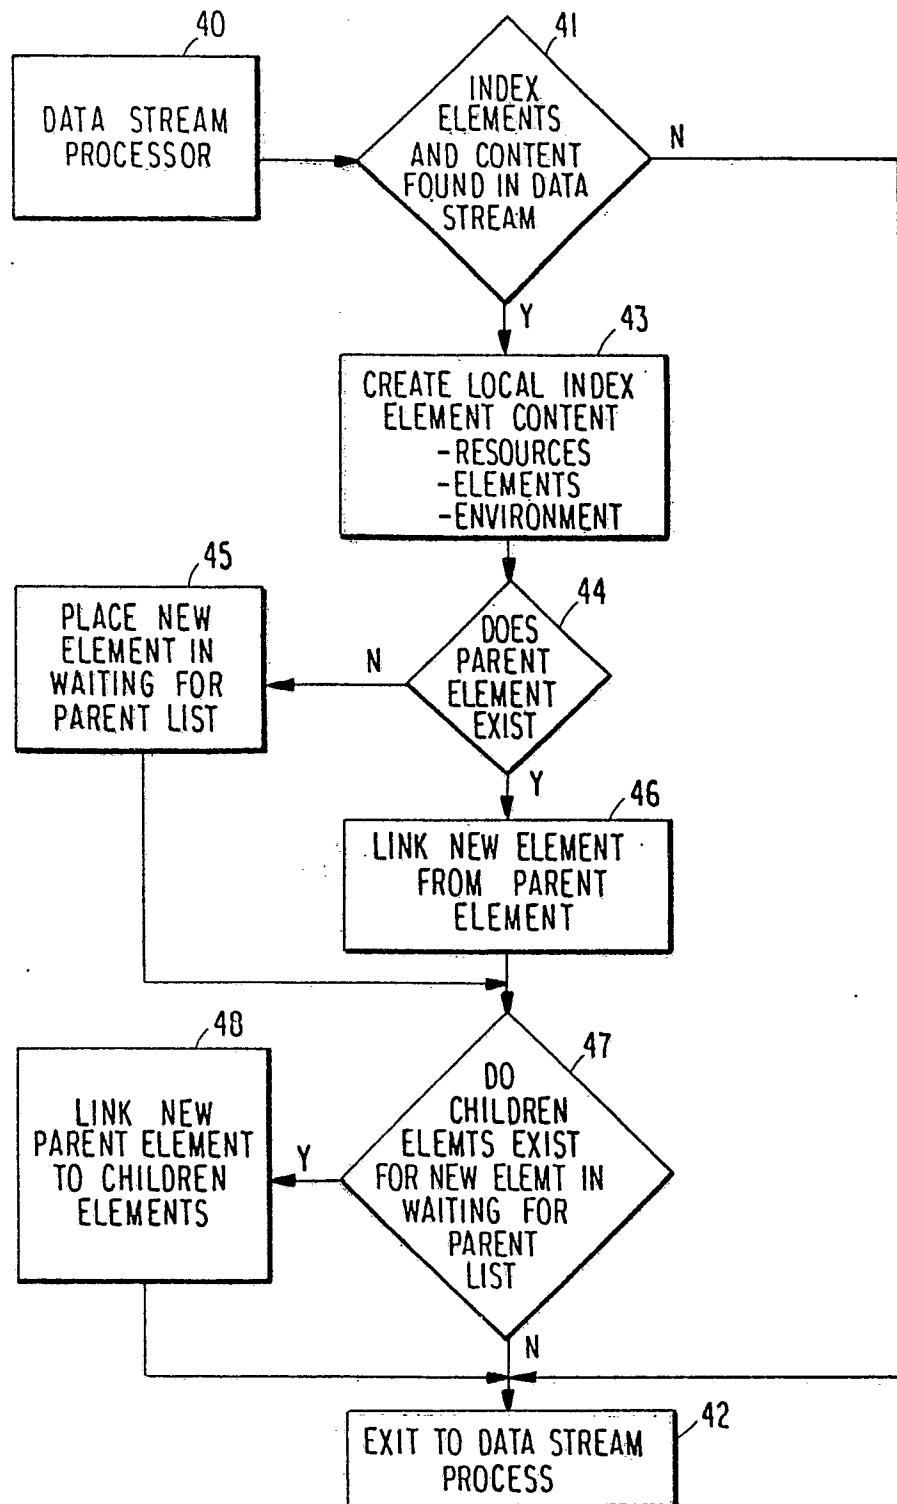 40
DATA STREAM
PROCESSOR
41
INDEX
ELEMENTS
AND CONTENT
FOUND IN DATA
STREAM
N
Y
43
CREATE LOCAL INDEX
ELEMENT CONTENT
-RESOURCES
-ELEMENTS
-ENVIRONMENT
44
DOES
PARENT
ELEMENT
EXIST
N
45
PLACE NEW
ELEMENT IN
WAITING FOR
PARENT LIST
Y
46
LINK NEW ELEMENT
FROM PARENT
ELEMENT
47
DO
CHILDREN
ELEMTS EXIST
FOR NEW ELEMT IN
WAITING FOR
PARENT
LIST
Y
48
LINK NEW
PARENT ELEMENT
TO CHILDREN
ELEMENTS
N
42
EXIT TO DATA STREAM
PROCESS